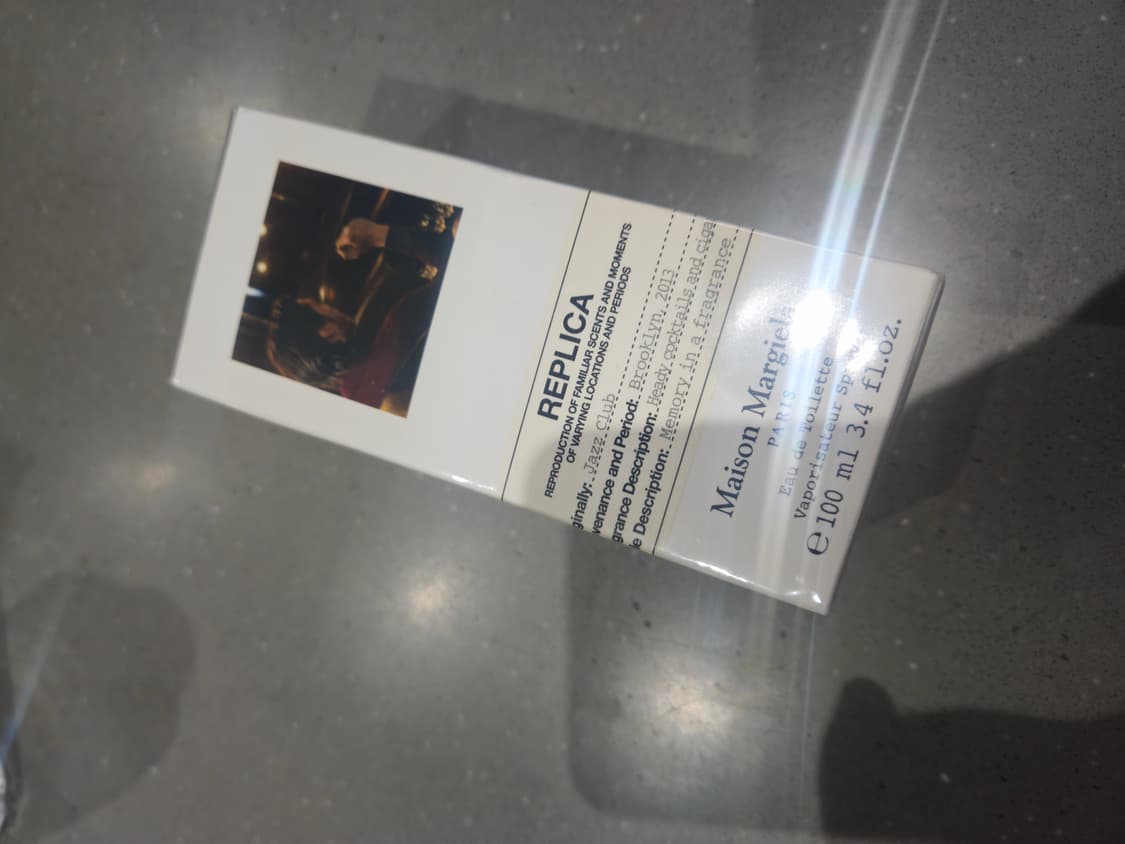 REPLICA
REPRODUCTION OF FAMILIAR SCENTS AND MOMENTS
OF VARYING LOCATIONS AND PERIODS
ginally: Jazz Club
venance and Period: Brooklyn, 2013
grance Description: Heady cocktails and ciga
e Description: Memory in a fragrance
Maison Margiela
PARIS
Eau de Toilette
Vaporisateur
℮ 100 ml 3.4 fl.oz.